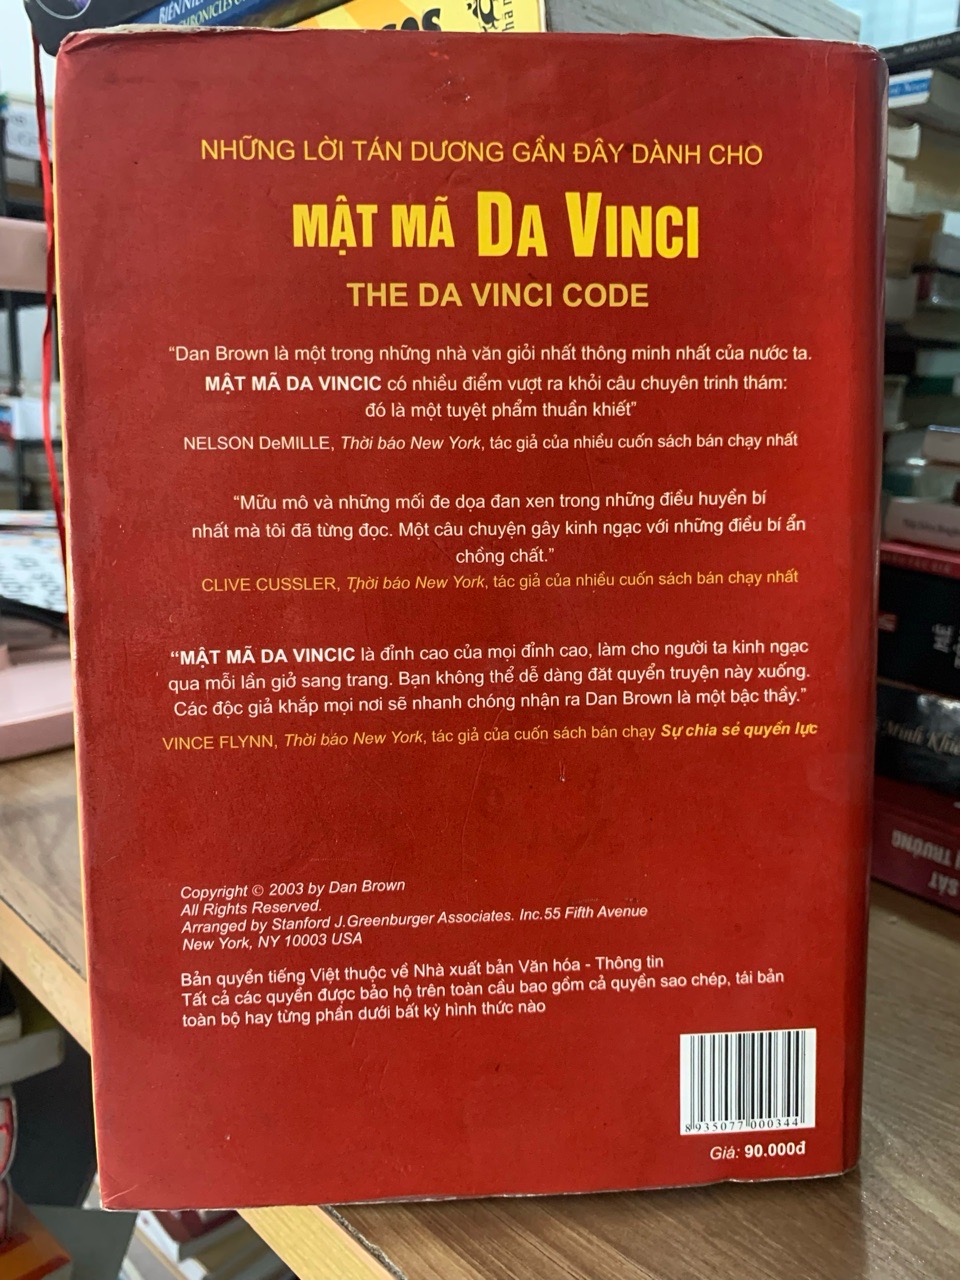 BIÊN NIÊN
CHRONICLES O
NHỮNG LỜI TÁN DƯƠNG GẦN ĐÂY DÀNH CHO
MẬT MÃ DA VINCI
THE DA VINCI CODE
“Dan Brown là một trong những nhà văn giỏi nhất thông minh nhất của nước ta.
MẬT MÃ DA VINCIC có nhiều điểm vượt ra khỏi câu chuyên trinh thám:
đó là một tuyệt phẩm thuần khiết”
NELSON DeMILLE, Thời báo New York, tác giả của nhiều cuốn sách bán chạy nhất
“Mữu mô và những mối đe dọa đan xen trong những điều huyền bí
nhất mà tôi đã từng đọc. Một câu chuyện gây kinh ngạc với những điều bí ẩn
chồng chất.”
CLIVE CUSSLER, Thời báo New York, tác giả của nhiều cuốn sách bán chạy nhất
“MẬT MÃ DA VINCIC là đỉnh cao của mọi đỉnh cao, làm cho người ta kinh ngạc
qua mỗi lần giở sang trang. Bạn không thể dễ dàng đặt quyển truyện này xuống.
Các độc giả khắp mọi nơi sẽ nhanh chóng nhận ra Dan Brown là một bậc thầy.”
VINCE FLYNN, Thời báo New York, tác giả của cuốn sách bán chạy Sự chia sẻ quyền lực
Copyright © 2003 by Dan Brown
All Rights Reserved.
Arranged by Stanford J.Greenburger Associates. Inc.55 Fifth Avenue
New York, NY 10003 USA
Bản quyền tiếng Việt thuộc về Nhà xuất bản Văn hóa - Thông tin
Tất cả các quyền được bảo hộ trên toàn cầu bao gồm cả quyền sao chép, tái bản
toàn bộ hay từng phần dưới bất kỳ hình thức nào
8 935077 000344
Giá: 90.000đ
Minh Khu
TRƯỜNG
SÁT